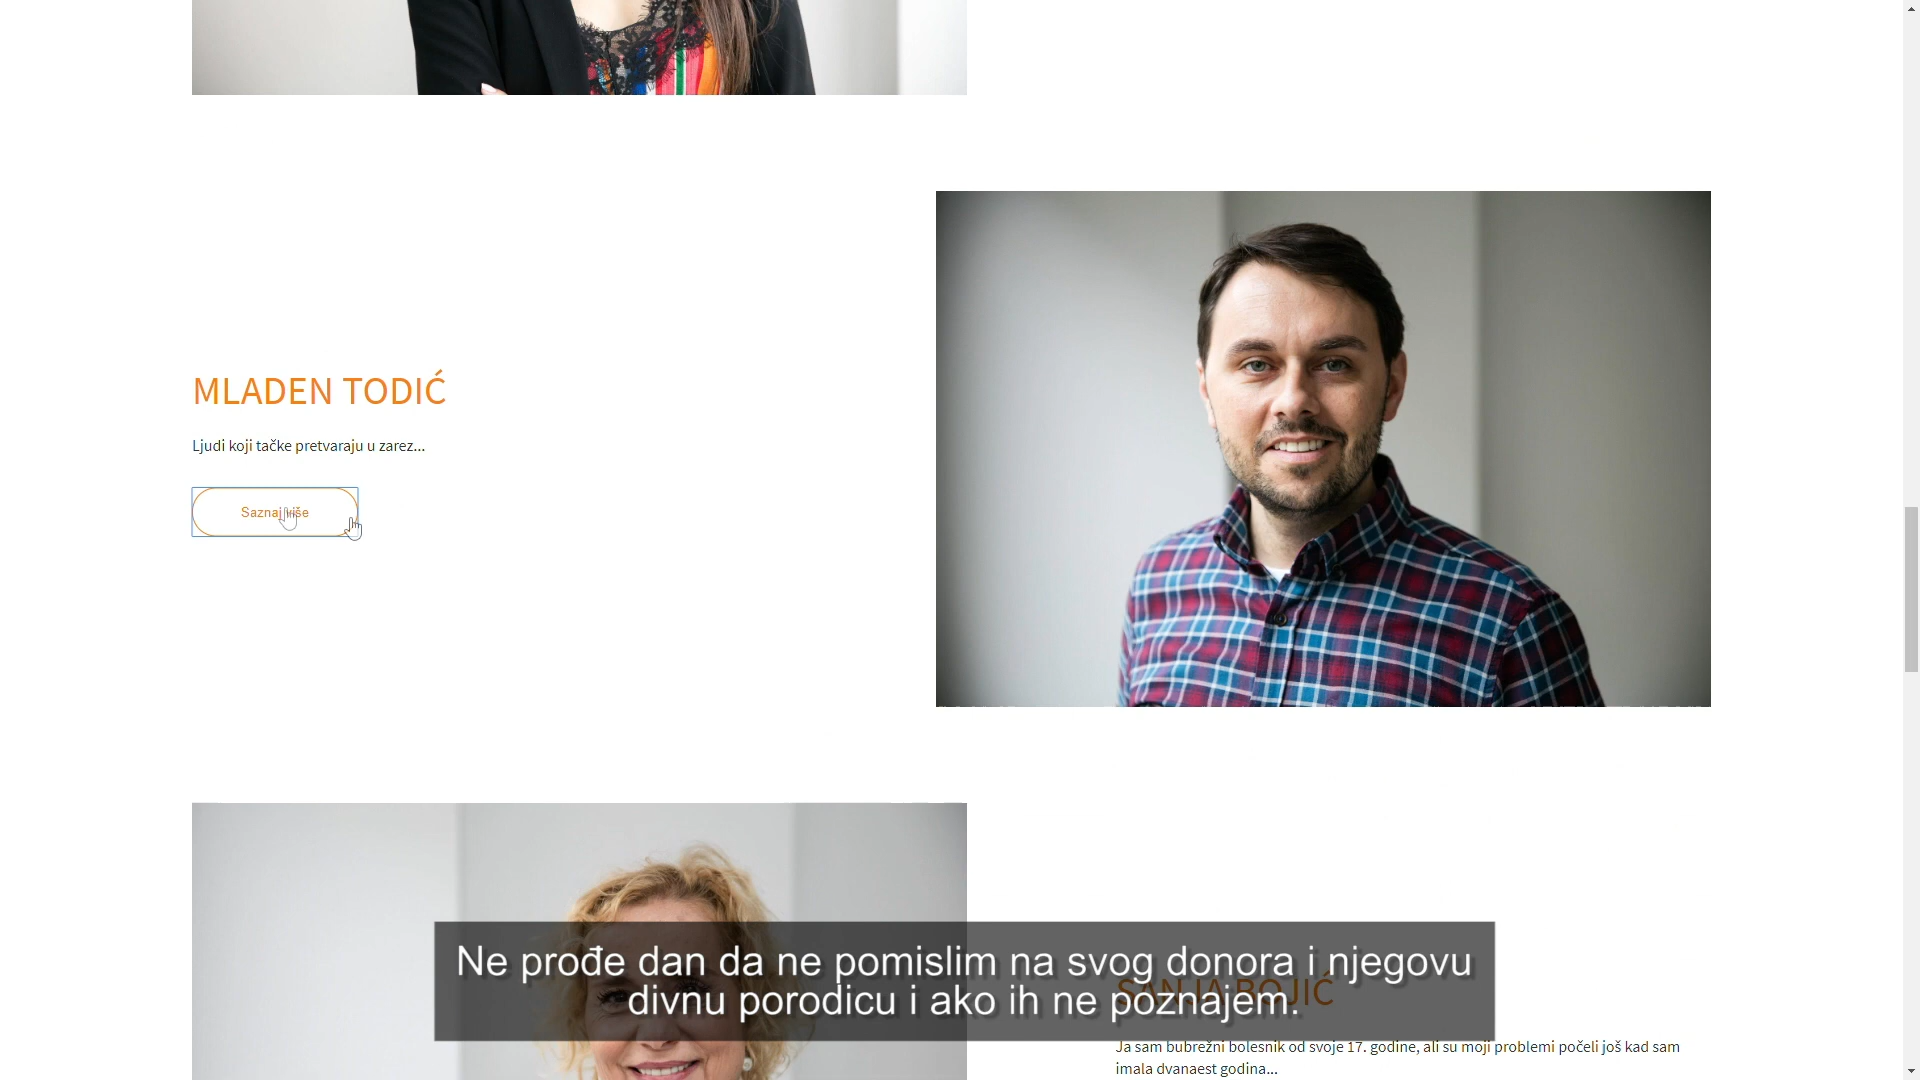 MLADEN TODIĆ
Ljudi koji tačke pretvaraju u zarez...
Saznaj više
SANJA BOJIĆ
Ne prođe dan da ne pomislim na svog donora i njegovu
divnu porodicu i ako ih ne poznajem.
Ja sam bubrežni bolesnik od svoje 17. godine, ali su moji problemi počeli još kad sam
imala dvanaest godina...